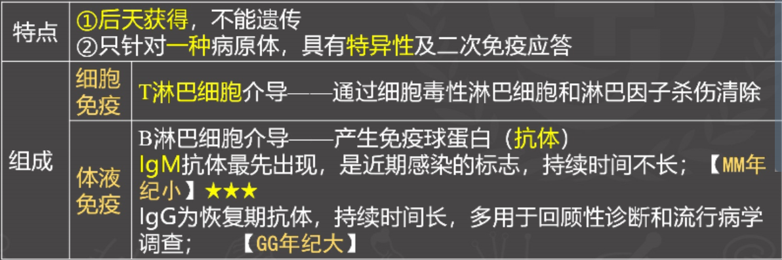 特点
①后天获得，不能遗传
②只针对一种病原体，具有特异性及二次免疫应答
组成
细胞
免疫
T淋巴细胞介导——通过细胞毒性淋巴细胞和淋巴因子杀伤清除
体液
免疫
B淋巴细胞介导——产生免疫球蛋白（抗体）
IgM抗体最先出现，是近期感染的标志，持续时间不长；【MM年
纪小】★★★
IgG为恢复期抗体，持续时间长，多用于回顾性诊断和流行病学
调查； 【GG年纪大】